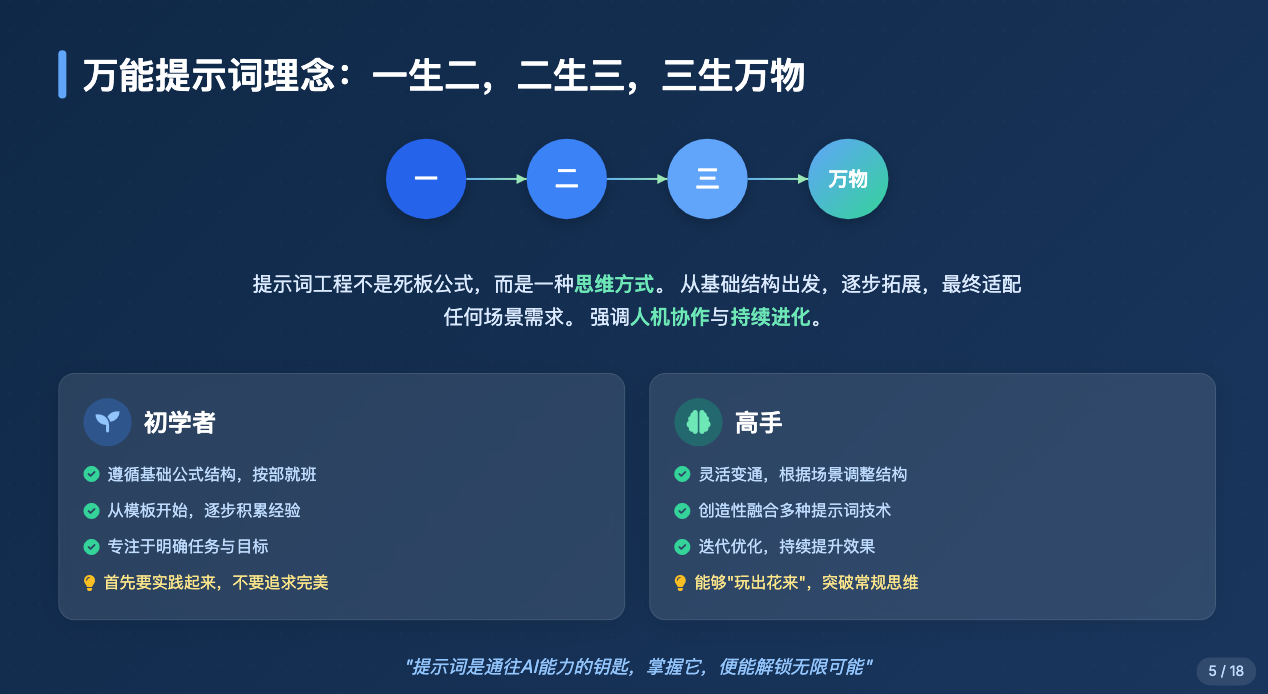 万能提示词理念：一生二，二生三，三生万物
一
二
三
万物
提示词工程不是死板公式，而是一种思维方式。 从基础结构出发，逐步拓展，最终适配
任何场景需求。 强调人机协作与持续进化。
初学者
遵循基础公式结构，按部就班
从模板开始，逐步积累经验
专注于明确任务与目标
首先要实践起来，不要追求完美
高手
灵活变通，根据场景调整结构
创造性融合多种提示词技术
迭代优化，持续提升效果
能够"玩出花来"，突破常规思维
"提示词是通往AI能力的钥匙，掌握它，便能解锁无限可能"
5 / 18